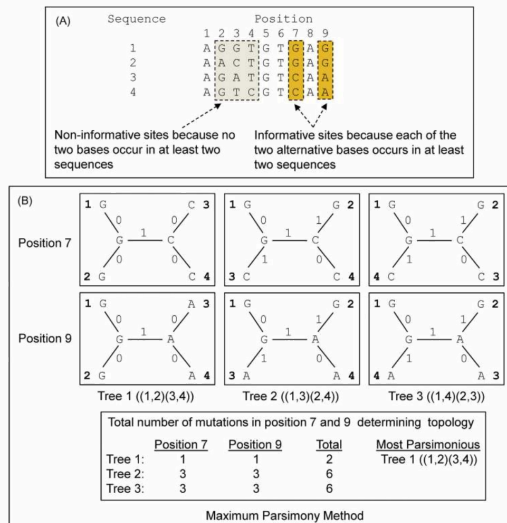 (A)
Sequence Position
1 2 3 4 5 6 7 8 9
1 A G G T G T G A G
2 A A C T G T G A G
3 A G A T G T C A A
4 A G T C G T C A A
Non-informative sites because no
two bases occur in at least two
sequences
Informative sites because each of the
two alternative bases occurs in at least
two sequences
(B)
Position 7
1 G C 3
0 0
G 1 C
0 0
2 G C 4
1 G G 2
0 1
G 1 C
1 0
3 C C 4
1 G G 2
0 1
G 1 C
1 0
4 C C 3
Position 9
1 G A 3
0 0
G 1 A
0 0
2 G A 4
1 G G 2
0 1
G 1 A
1 0
3 A A 4
1 G G 2
0 1
G 1 A
1 0
4 A A 3
Tree 1 ((1,2)(3,4)) Tree 2 ((1,3)(2,4)) Tree 3 ((1,4)(2,3))
Total number of mutations in position 7 and 9 determining topology
Position 7 Position 9 Total Most Parsimonious
Tree 1: 1 1 2 Tree 1 ((1,2)(3,4))
Tree 2: 3 3 6
Tree 3: 3 3 6
Maximum Parsimony Method